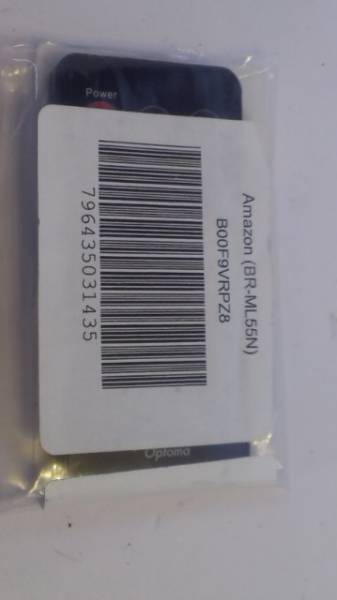 Power
Amazon (BR-ML55N)
B00F9VRPZ8
796435031435
Optoma